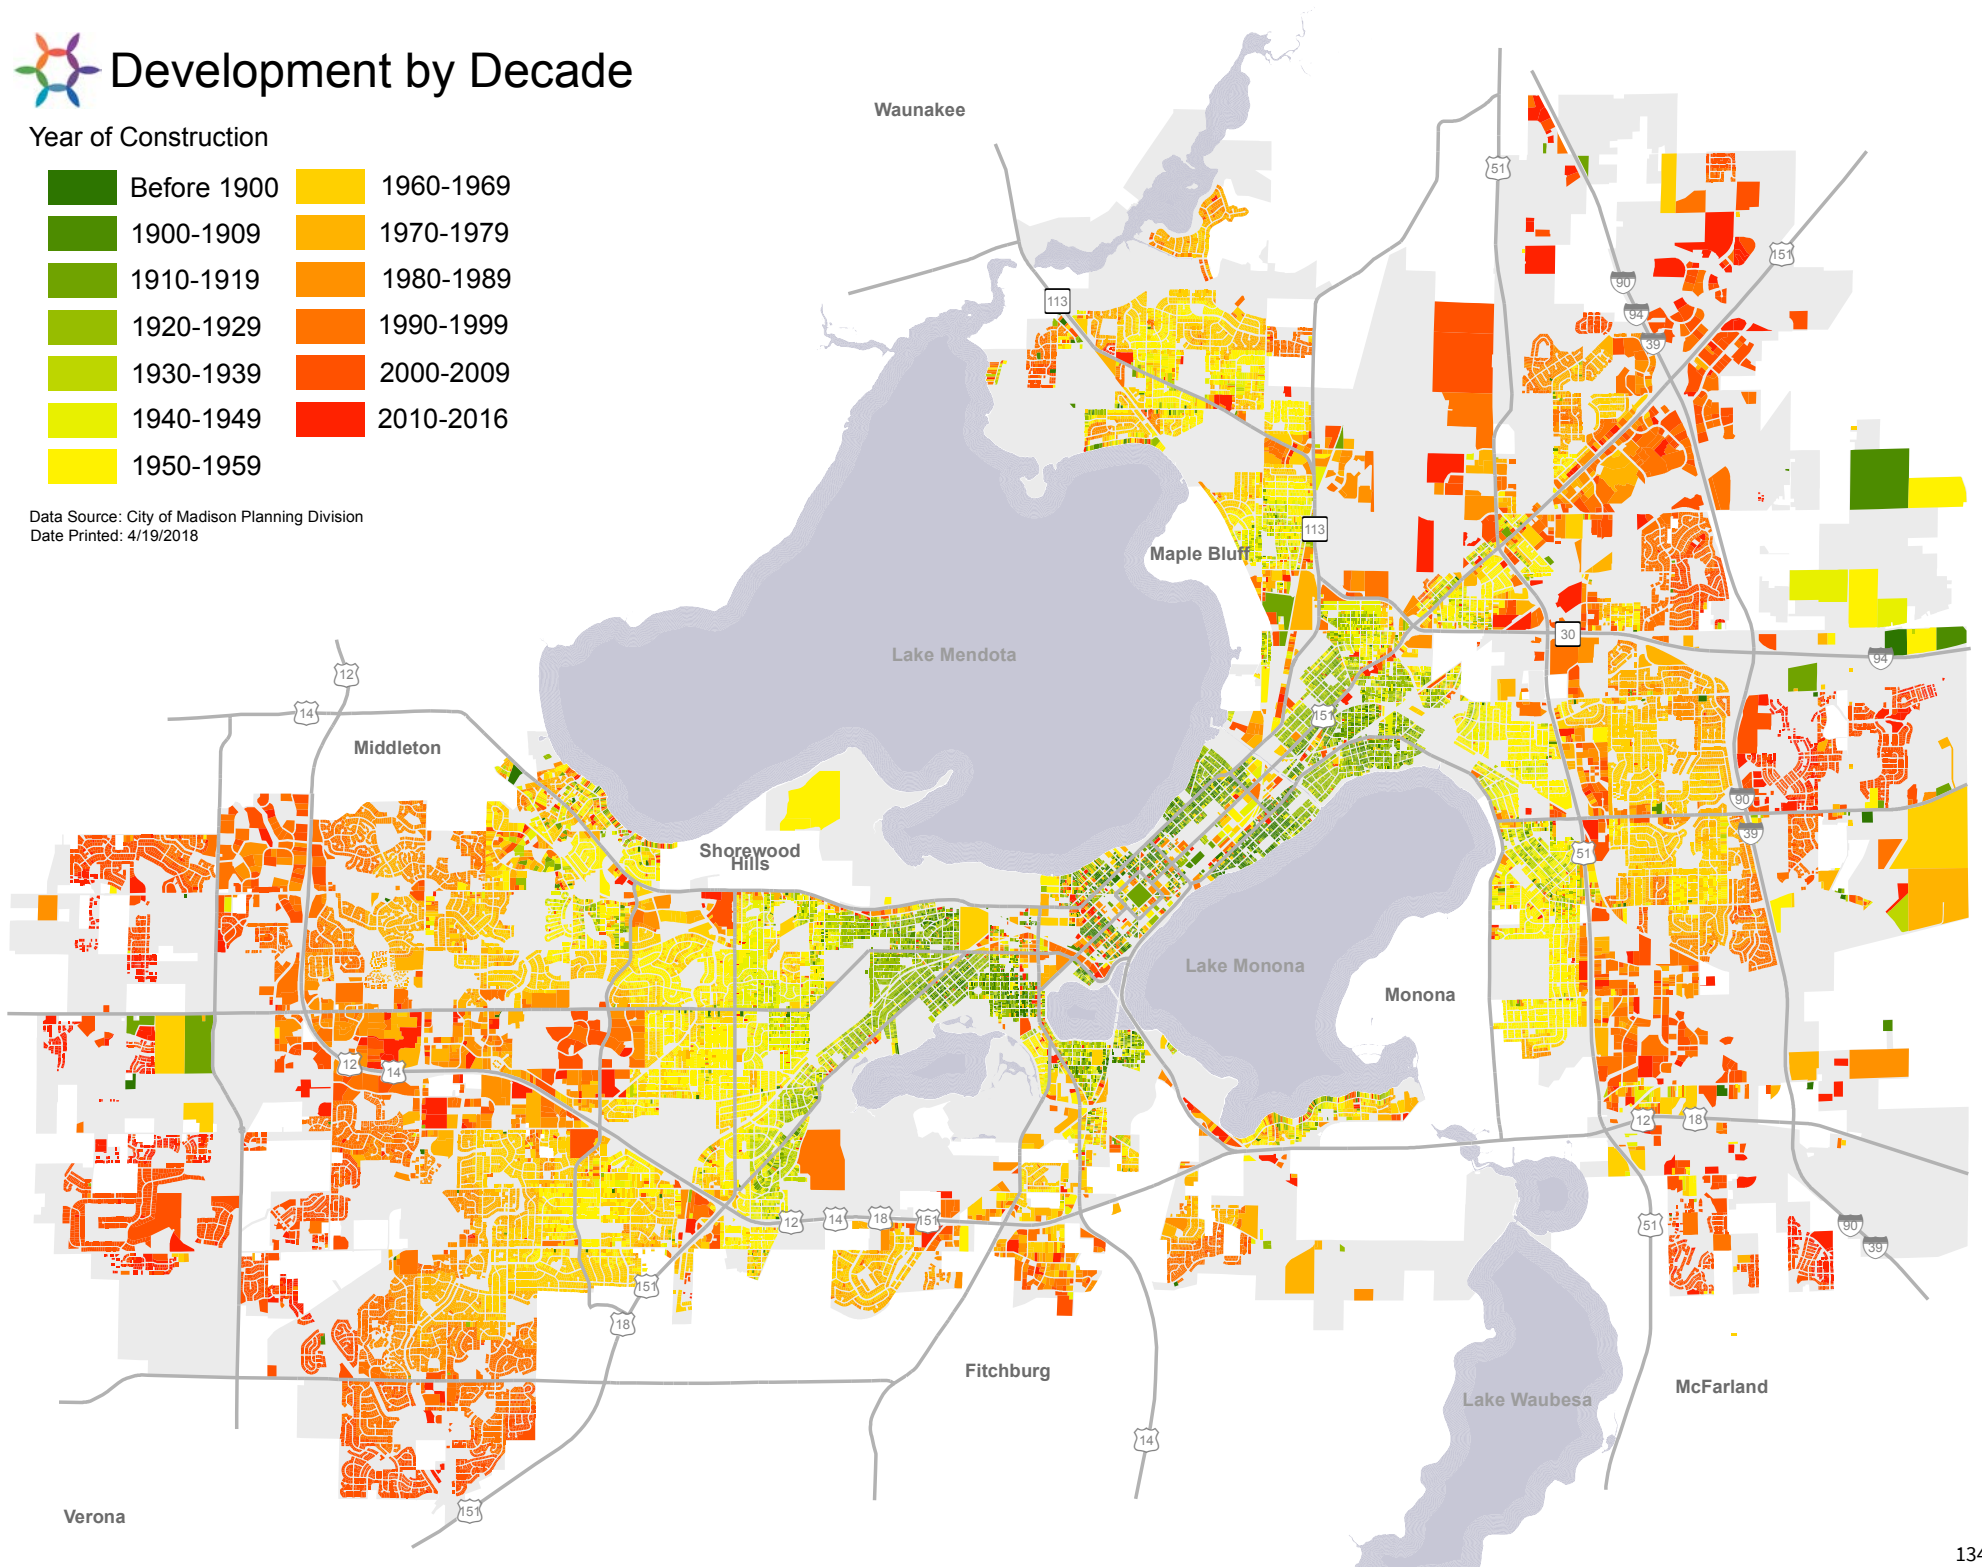 Development by Decade
Year of Construction
Before 1900
1900-1909
1910-1919
1920-1929
1930-1939
1940-1949
1950-1959
1960-1969
1970-1979
1980-1989
1990-1999
2000-2009
2010-2016
Data Source: City of Madison Planning Division
Date Printed: 4/19/2018
Waunakee
51
151
90
94
39
113
113
Maple Bluff
30
94
Lake Mendota
12
14
Middleton
151
Shorewood
Hills
90
39
51
Lake Monona
Monona
12
14
12
18
12
14
18
151
51
90
39
151
18
Fitchburg
McFarland
Lake Waubesa
14
151
Verona
134